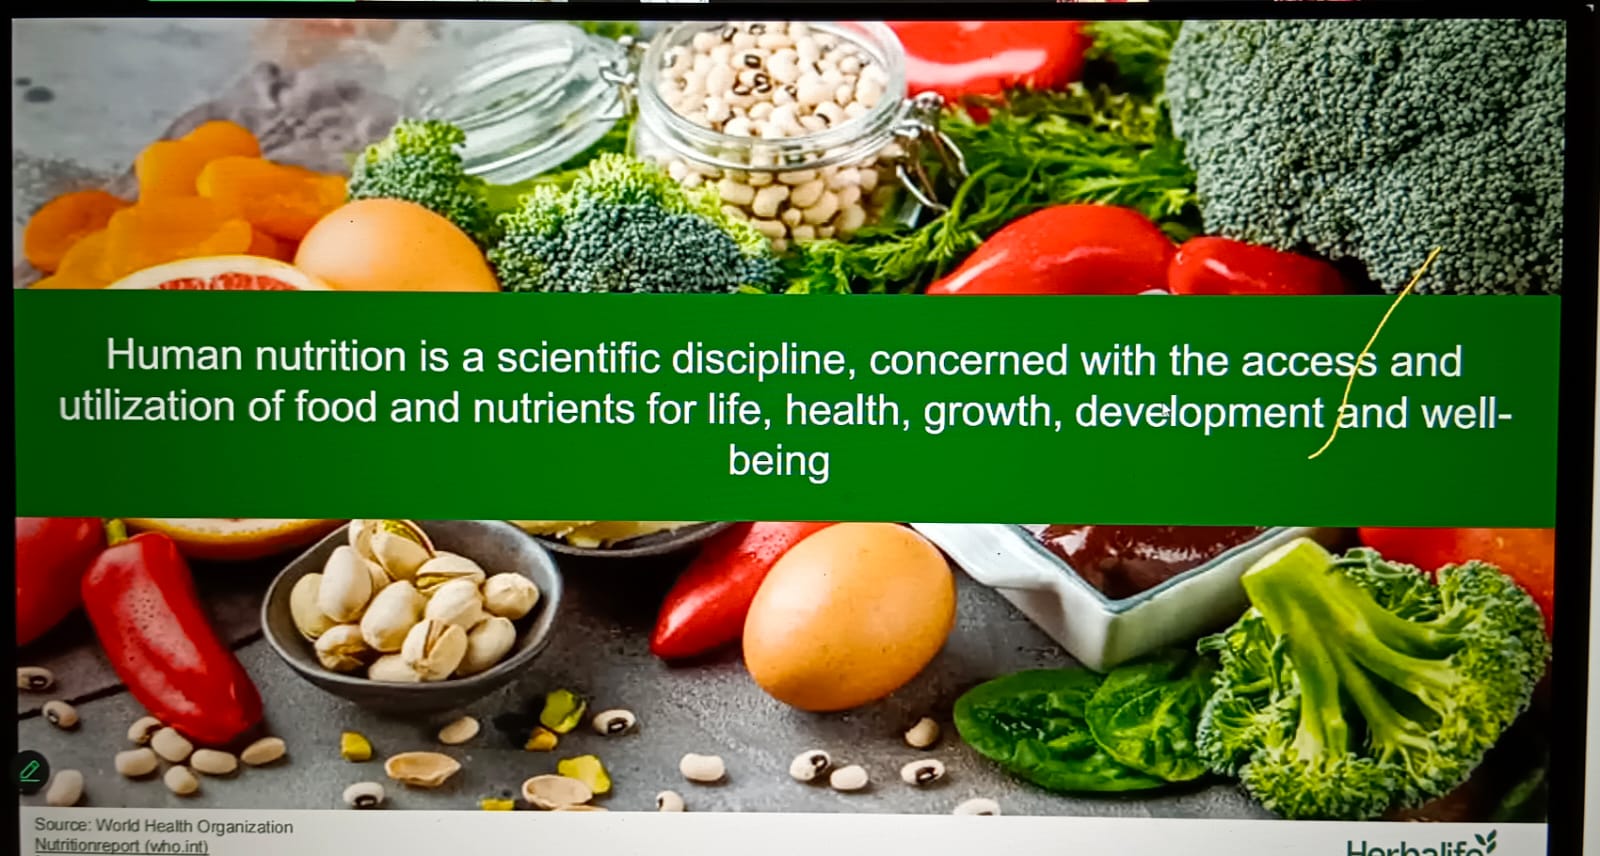 Human nutrition is a scientific discipline, concerned with the access and
utilization of food and nutrients for life, health, growth, development and well-
being
Source: World Health Organization
Nutritionreport (who.int)
Herbalife